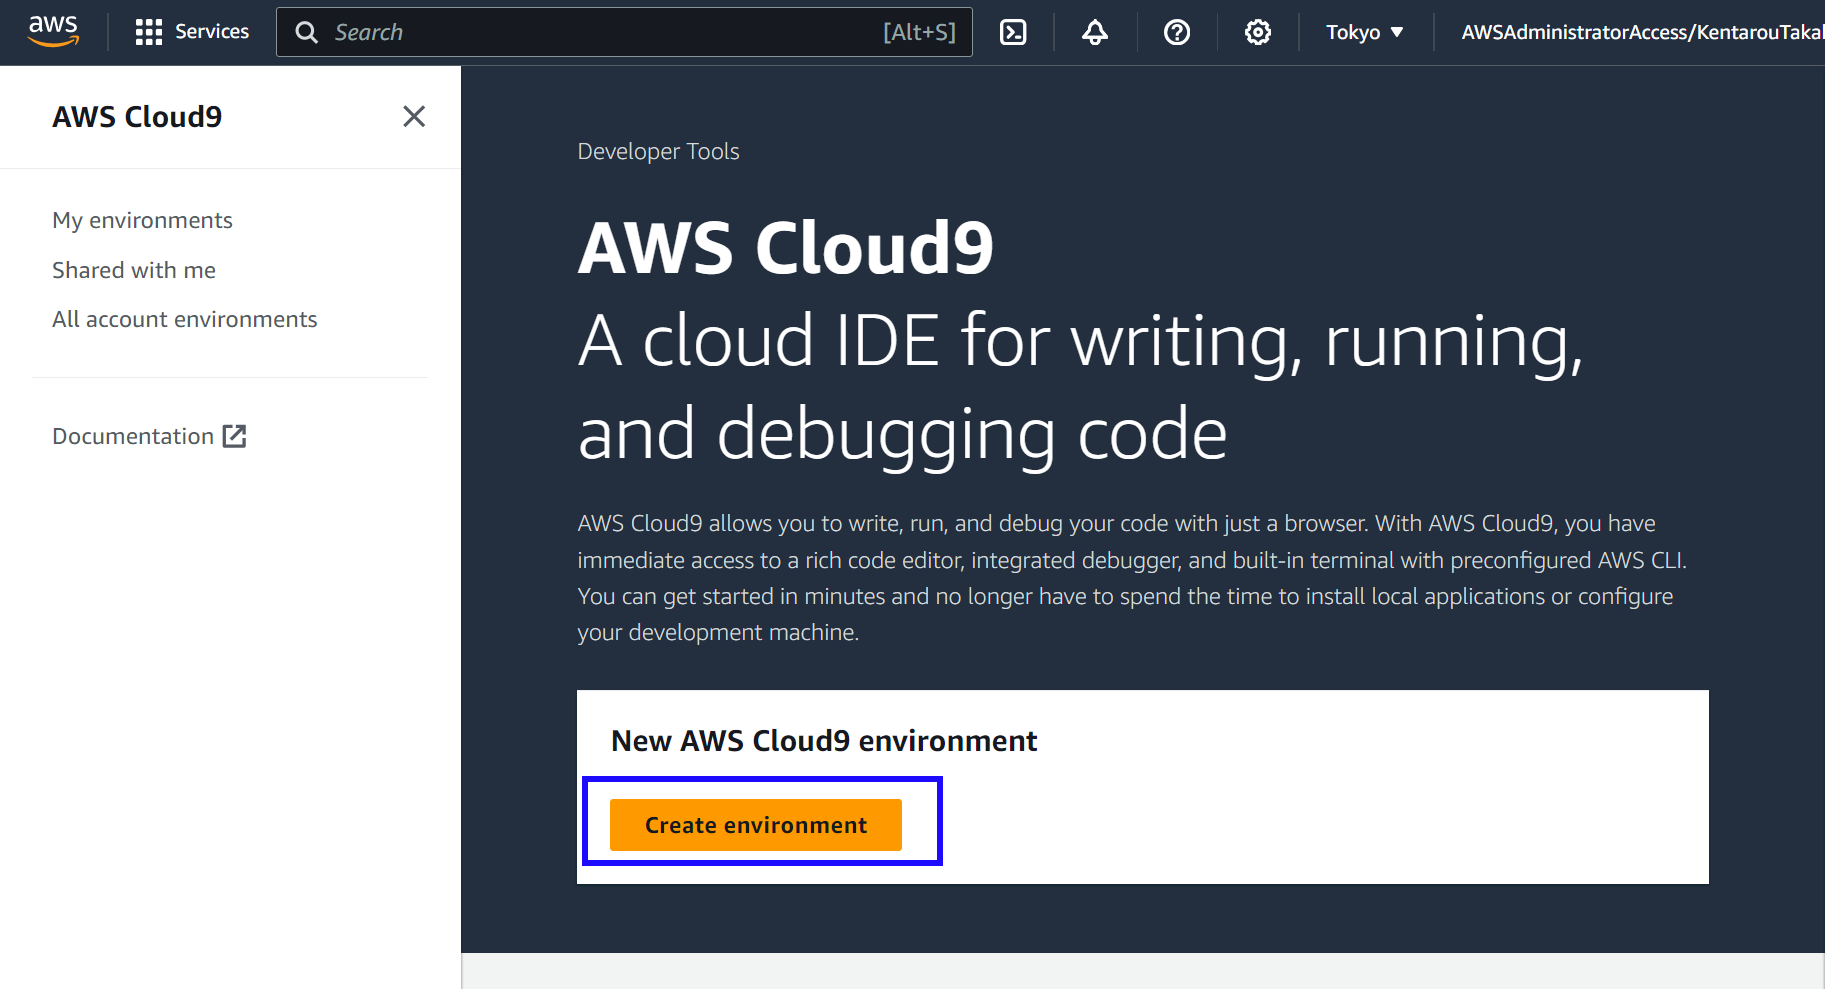 aws
Services
Search
[Alt+S]
Tokyo
AWSAdministratorAccess/KentarouTakal
AWS Cloud9
My environments
Shared with me
All account environments
Documentation
Developer Tools
AWS Cloud9
A cloud IDE for writing, running,
and debugging code
AWS Cloud9 allows you to write, run, and debug your code with just a browser. With AWS Cloud9, you have
immediate access to a rich code editor, integrated debugger, and built-in terminal with preconfigured AWS CLI.
You can get started in minutes and no longer have to spend the time to install local applications or configure
your development machine.
New AWS Cloud9 environment
Create environment